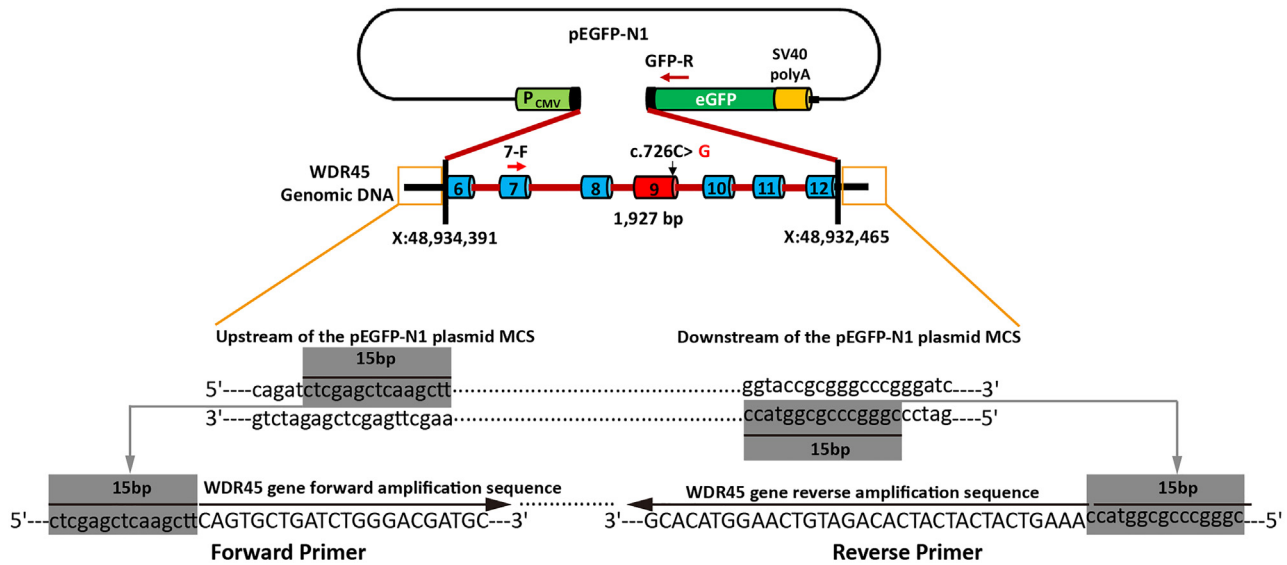 pEGFP-N1
GFP-R
SV40
polyA
PCMV
eGFP
7-F
c.726C> G
WDR45
Genomic DNA
6 7 8 9 10 11 12
1,927 bp
X:48,934,391
X:48,932,465
Upstream of the pEGFP-N1 plasmid MCS
Downstream of the pEGFP-N1 plasmid MCS
15bp
5'----cagatctcgagctcaagctt
ggtaccgcgggcccgggatc----3'
3'----gtctagagctcgagttcgaa
ccatggcgcccgggccctag----5'
15bp
15bp
WDR45 gene forward amplification sequence
WDR45 gene reverse amplification sequence
15bp
5'---ctcgagctcaagcttCAGTGCTGATCTGGGACGATGC---3'
3'---GCACATGGAACTGTAGACACTACTACTACTGAAAccatggcgcccgggc---5'
Forward Primer
Reverse Primer